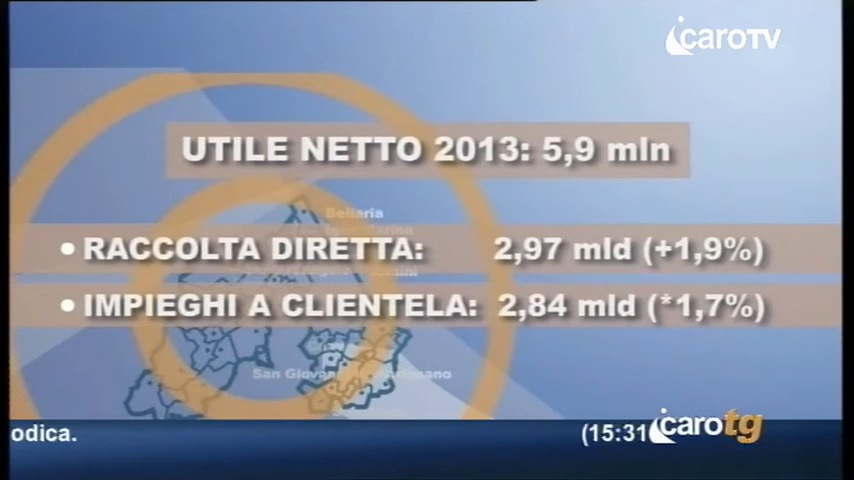 icaroTV
UTILE NETTO 2013: 5,9 mln
Bellaria
• RACCOLTA DIRETTA: 2,97 mld (+1,9%)
• IMPIEGHI A CLIENTELA: 2,84 mld (*1,7%)
San Giovanni
odica.
(15:31
icarotg